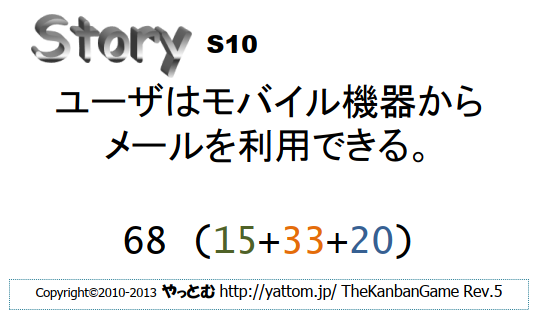 Story S10
ユーザはモバイル機器から
メールを利用できる。
68 (15+33+20)
Copyright©2010-2013 やっとむ http://yattom.jp/ TheKanbanGame Rev.5